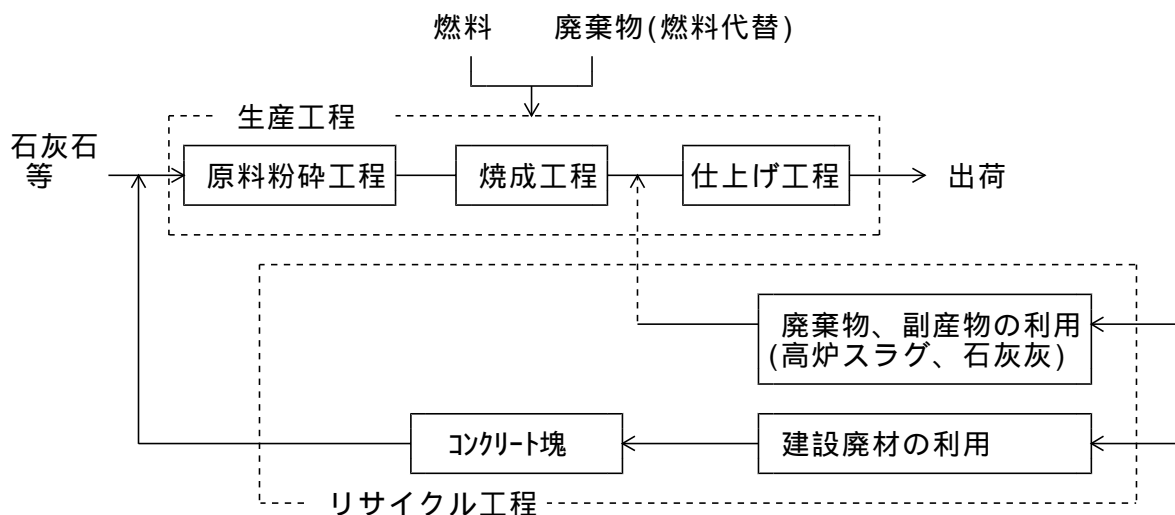 燃料 廃棄物(燃料代替)
生産工程
石灰石
等
原料粉砕工程 焼成工程 仕上げ工程 出荷
廃棄物、副産物の利用
(高炉スラグ、石灰灰)
コンクリート塊 建設廃材の利用
リサイクル工程